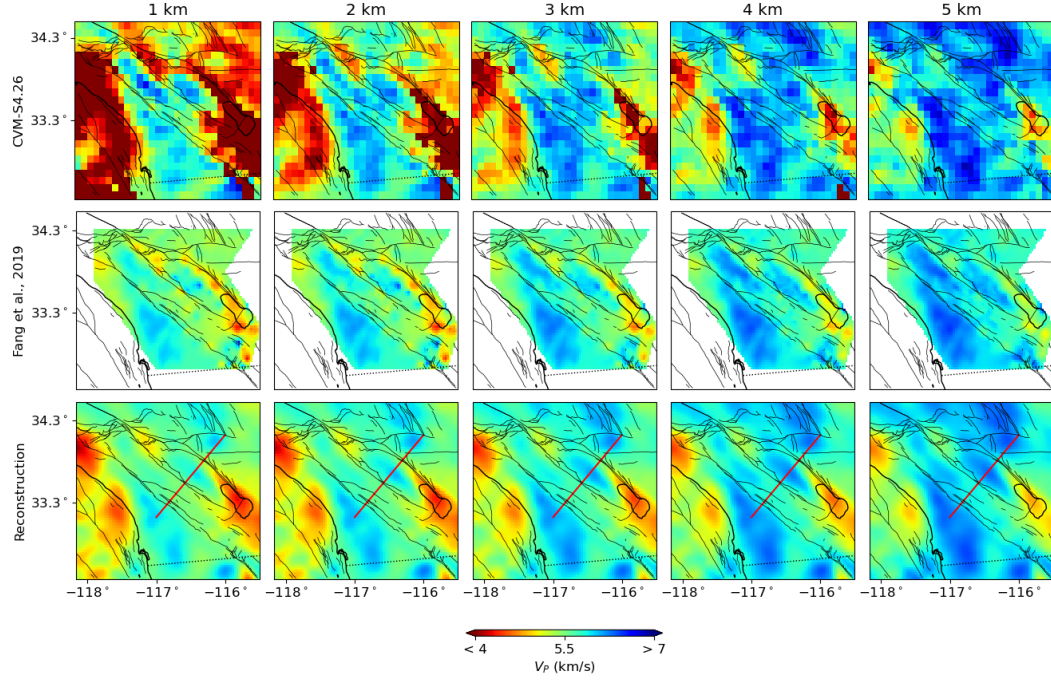 1 km 2 km 3 km 4 km 5 km
CVM-S4.26
34.3°
33.3°
Fang et al., 2019
34.3°
33.3°
Reconstruction
34.3°
33.3°
−118 −117 −116 −118 −117 −116 −118 −117 −116 −118 −117 −116 −118 −117 −116
< 4 5.5 > 7
V_P (km/s)